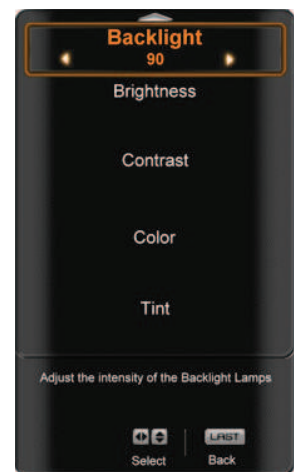 Backlight
90
Brightness
Contrast
Color
Tint
Adjust the intensity of the Backlight Lamps
LAST
Select Back